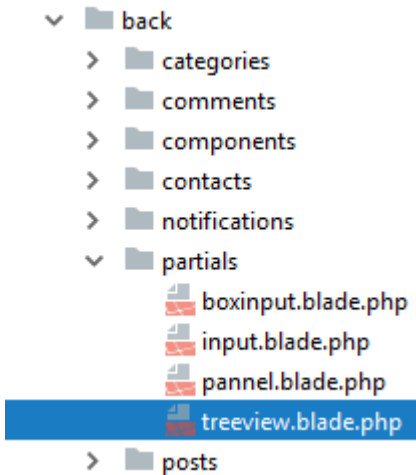 back
categories
comments
components
contacts
notifications
partials
boxinput.blade.php
input.blade.php
pannel.blade.php
treeview.blade.php
posts